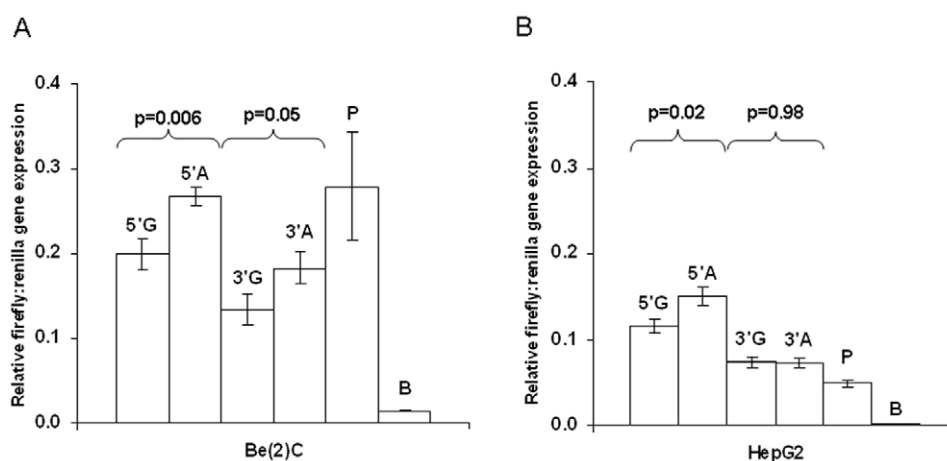 A
Relative firefly:renilla gene expression
0.4
0.3
0.2
0.1
0.0
p=0.006
p=0.05
P
5'G
5'A
3'G
3'A
B
Be(2)C
B
Relative firefly:renilla gene expression
0.4
0.3
0.2
0.1
0.0
p=0.02
p=0.98
5'G
5'A
3'G
3'A
P
B
HepG2